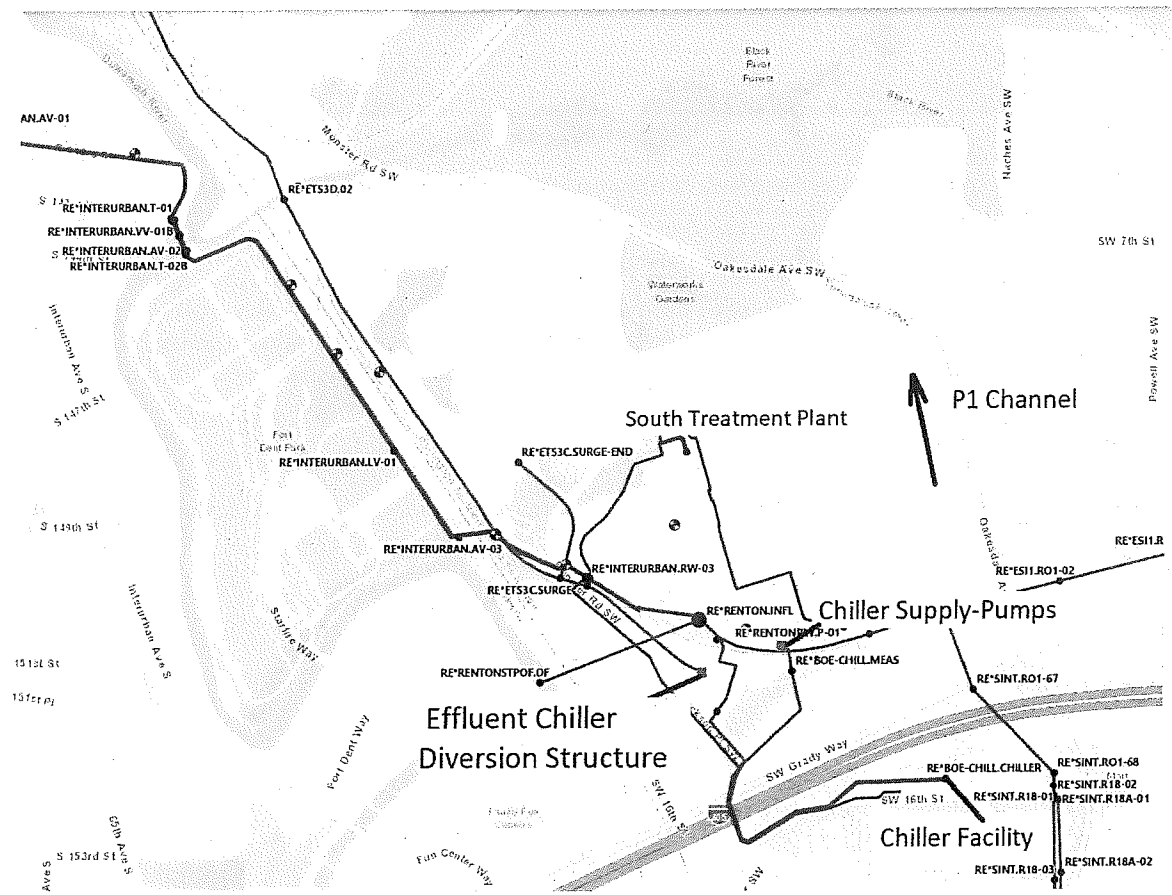 Black
River
Forest
Duwamish River
Black River
Naches Ave SW
AN.AV-01
Monster Rd SW
RE*ETS3D.02
RE*INTERURBAN.T-01
RE*INTERURBAN.VV-01B
RE*INTERURBAN.AV-02
RE*INTERURBAN.T-02B
SW 7th St
Oakesdale Ave SW
Waterworks
Gardens
Interurban Ave S
Powell Ave SW
S 147th St
P1 Channel
South Treatment Plant
Fort
Dent Park
RE*INTERURBAN.LV-01
RE*ETS3C.SURGE-END
S 149th St
RE*INTERURBAN.AV-03
RE*ESI1.R
RE*ESI1.RO1-02
RE*INTERURBAN.RW-03
RE*ETS3C.SURGE
Interurban Ave S
Starfire Way
RE*RENTON.INFL
Chiller Supply-Pumps
RE*BOE-CHILL.MEAS
151st St
151st Pl
RE*RENTONSTPOF.OF
RE*SINT.RO1-67
Effluent Chiller
Diversion Structure
Fort Dent Way
SW Grady Way
RE*BOE-CHILL.CHILLER
RE*SINT.RO1-68
RE*SINT.R18-02
RE*SINT.R18-01
RE*SINT.R18A-01
SW 16th St
SW 16th St
Chiller Facility
65th Ave S
S 153rd St
Fun Center Way
RE*SINT.R18-03
RE*SINT.R18A-02